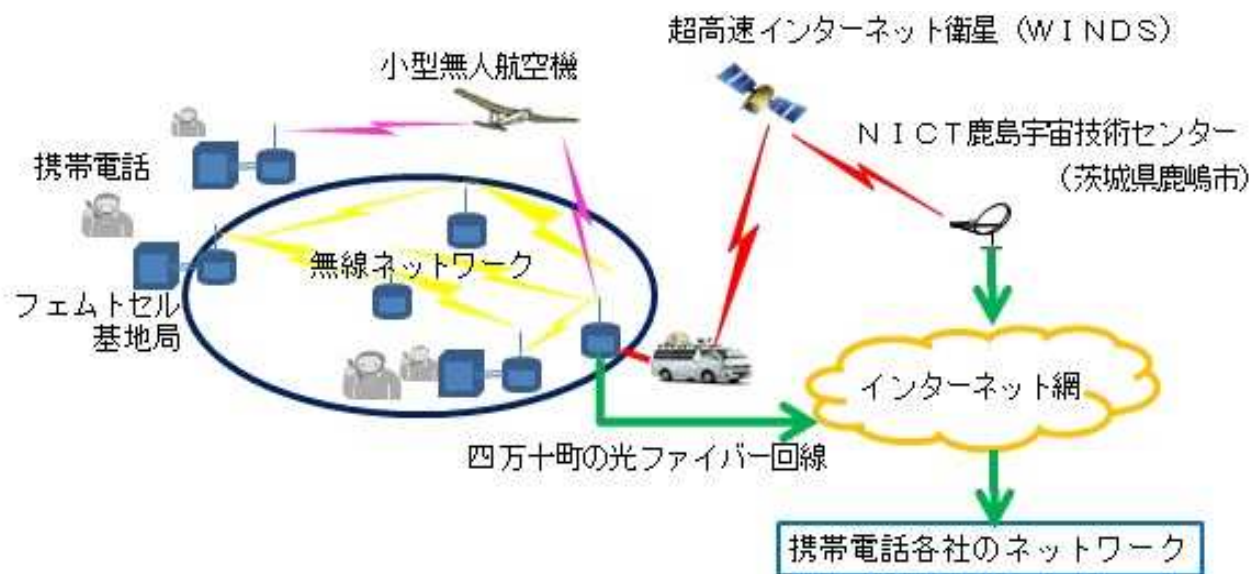 超高速インターネット衛星（ＷＩＮＤＳ）
小型無人航空機
ＮＩＣＴ鹿島宇宙技術センター
（茨城県鹿嶋市）
携帯電話
無線ネットワーク
フェムトセル
基地局
インターネット網
四万十町の光ファイバー回線
携帯電話各社のネットワーク